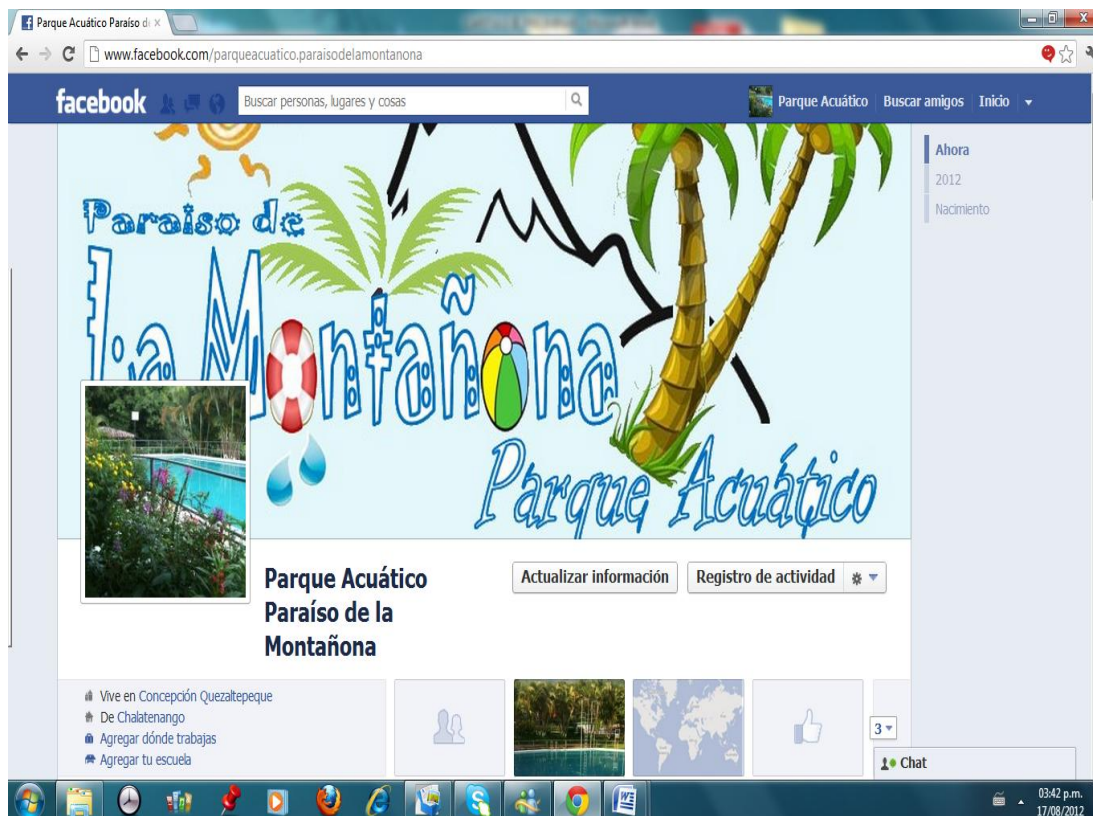 Parque Acuático Paraíso de
www.facebook.com/parqueacuatico.paraisodelamontanona
facebook
Buscar personas, lugares y cosas
Parque Acuático Buscar amigos Inicio
Ahora
2012
Nacimiento
Paraiso de
La Montañona
Parque Acuático
Parque Acuático
Paraíso de la
Montañona
Actualizar información
Registro de actividad
Vive en Concepción Quezaltepeque
De Chalatenango
Agregar dónde trabajas
Agregar tu escuela
3
Chat
03:42 p.m.
17/08/2012